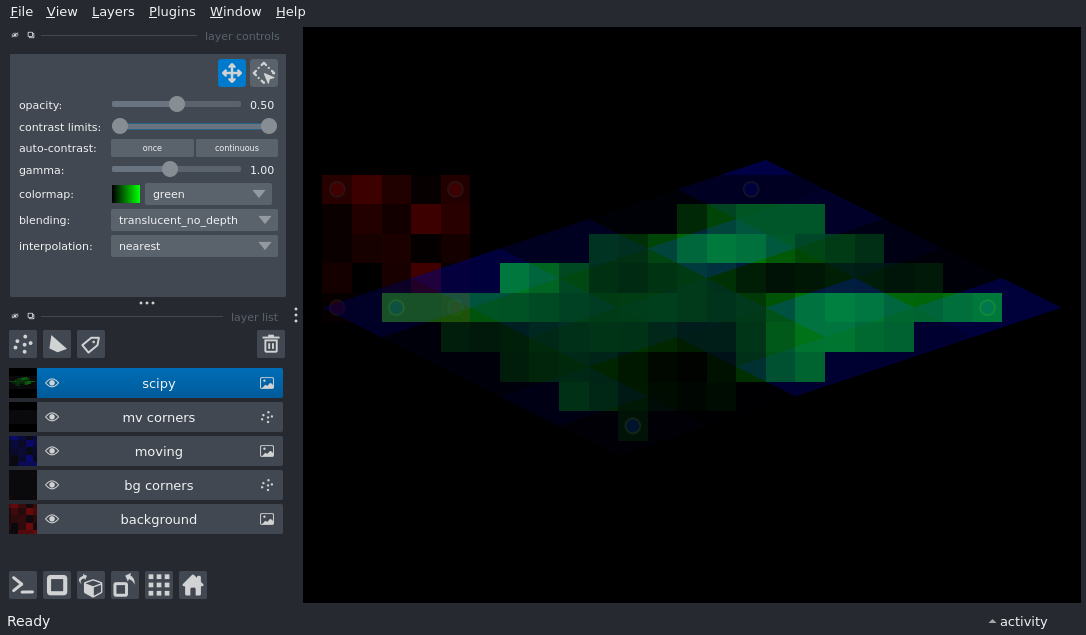 File View Layers Plugins Window Help
layer controls
opacity: 0.50
contrast limits:
auto-contrast: once continuous
gamma: 1.00
colormap: green
blending: translucent_no_depth
interpolation: nearest
layer list
scipy
mv corners
moving
bg corners
background
Ready activity